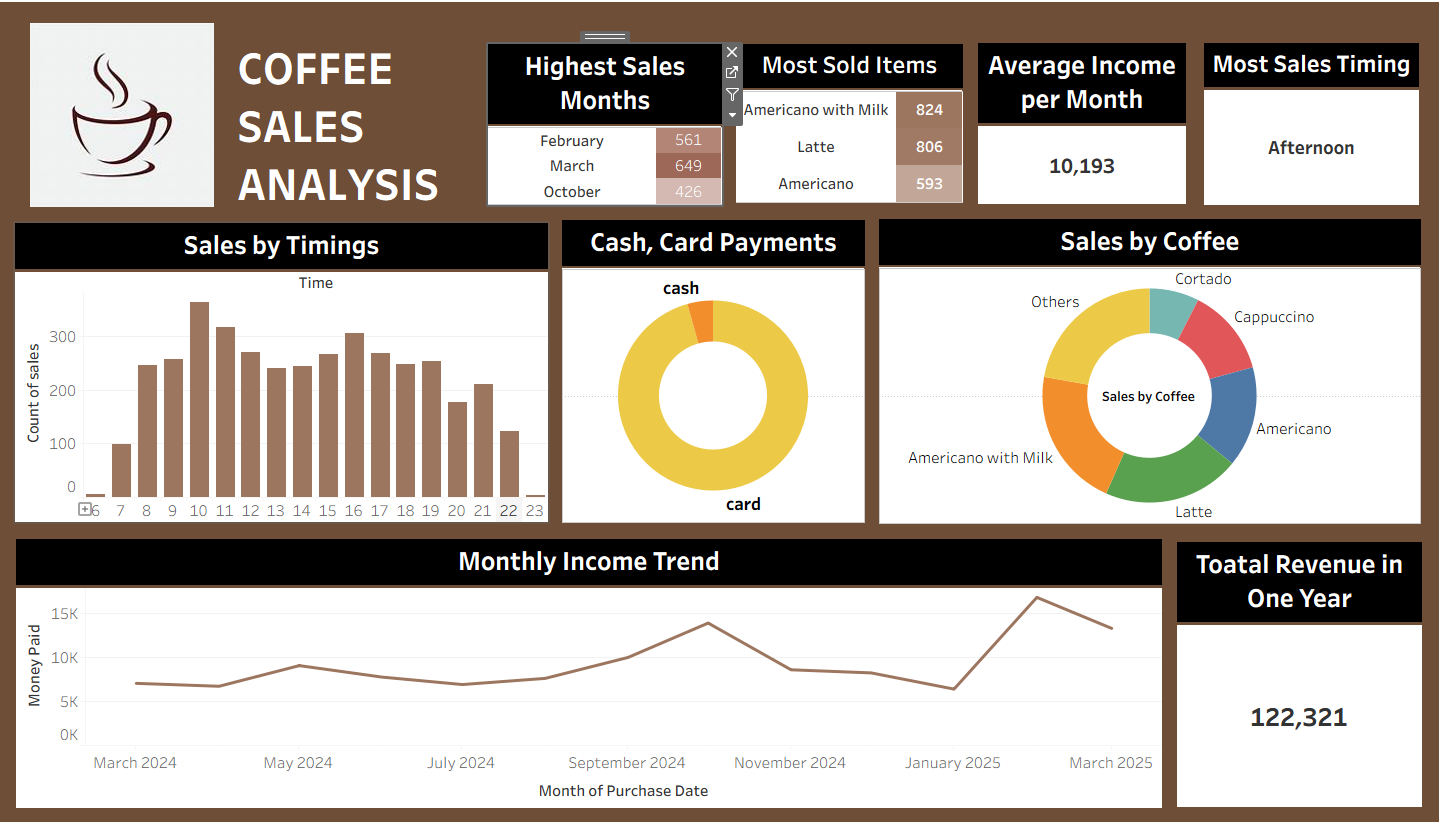 COFFEE
SALES
ANALYSIS
Highest Sales
Months
February 561
March 649
October 426
Most Sold Items
Americano with Milk 824
Latte 806
Americano 593
Average Income
per Month
10,193
Most Sales Timing
Afternoon
Sales by Timings
Time
Count of sales
300
200
100
0
6 7 8 9 10 11 12 13 14 15 16 17 18 19 20 21 22 23
Cash, Card Payments
cash
card
Sales by Coffee
Cortado
Others
Cappuccino
Sales by Coffee
Americano
Americano with Milk
Latte
Monthly Income Trend
Money Paid
15K
10K
5K
0K
March 2024 May 2024 July 2024 September 2024 November 2024 January 2025 March 2025
Month of Purchase Date
Toatal Revenue in
One Year
122,321